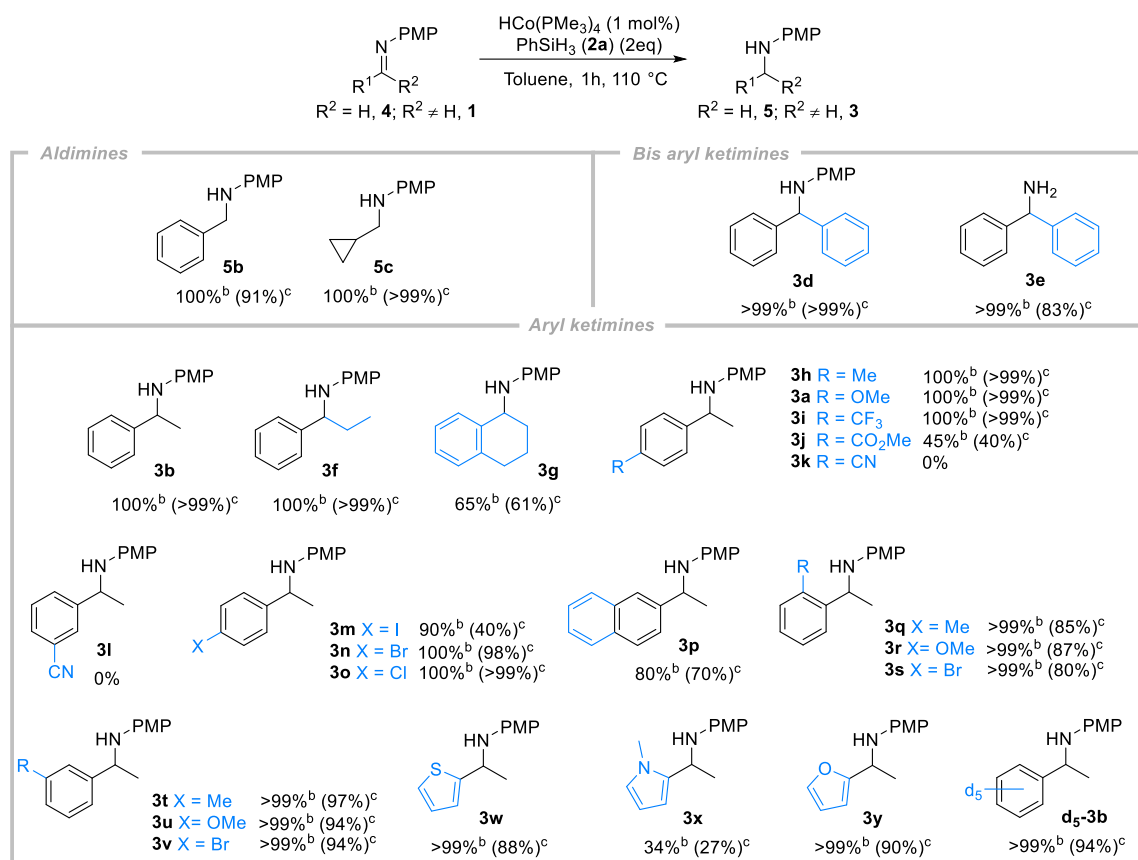 HCo(PMe3)4 (1 mol%)
PhSiH3 (2a) (2eq)
Toluene, 1h, 110 °C
N PMP
R1 R2
R2 = H, 4; R2 ≠ H, 1
HN PMP
R1 R2
R2 = H, 5; R2 ≠ H, 3
Aldimines
HN PMP
5b
100%b (91%)c
HN PMP
5c
100%b (>99%)c
Bis aryl ketimines
HN PMP
3d
>99%b (>99%)c
NH2
3e
>99%b (83%)c
Aryl ketimines
HN PMP
3b
100%b (>99%)c
HN PMP
3f
100%b (>99%)c
HN PMP
3g
65%b (61%)c
HN PMP
R
3h R = Me 100%b (>99%)c
3a R = OMe 100%b (>99%)c
3i R = CF3 100%b (>99%)c
3j R = CO2Me 45%b (40%)c
3k R = CN 0%
HN PMP
3l
CN
0%
HN PMP
X
3m X = I 90%b (40%)c
3n X = Br 100%b (98%)c
3o X = Cl 100%b (>99%)c
HN PMP
3p
80%b (70%)c
R HN PMP
3q X = Me >99%b (85%)c
3r X= OMe >99%b (87%)c
3s X = Br >99%b (80%)c
HN PMP
R
3t X = Me >99%b (97%)c
3u X = OMe >99%b (94%)c
3v X = Br >99%b (94%)c
HN PMP
S
3w
>99%b (88%)c
HN PMP
N
3x
34%b (27%)c
HN PMP
O
3y
>99%b (90%)c
HN PMP
d5
d5-3b
>99%b (94%)c